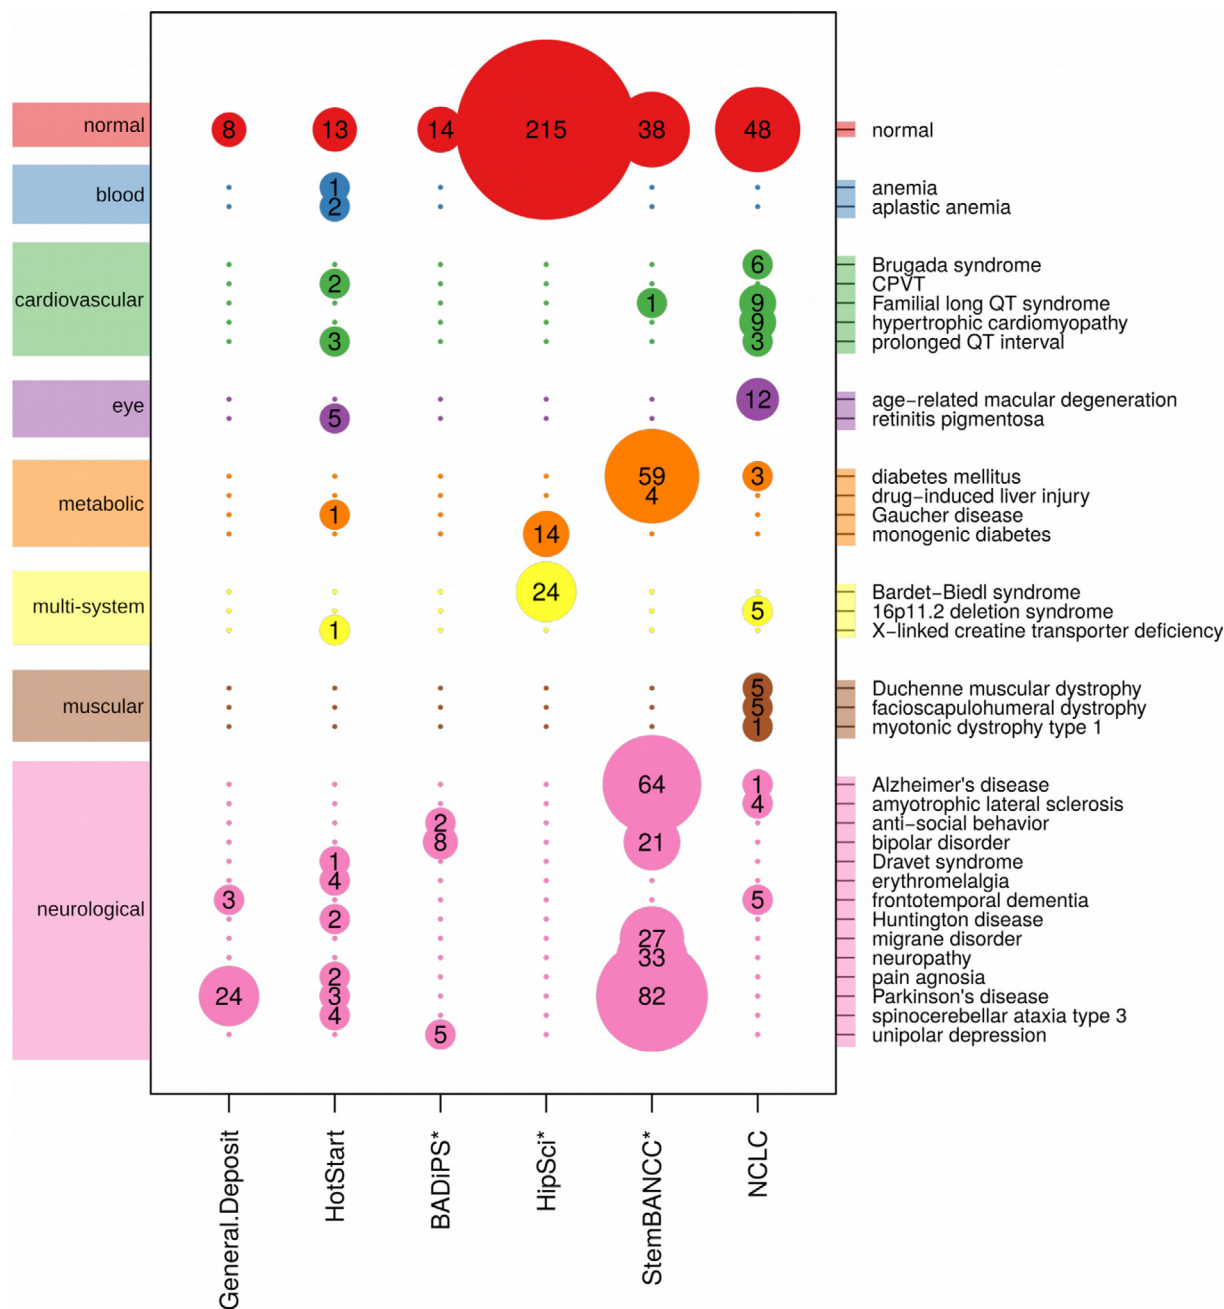 normal 8 13 14 215 38 48 normal
blood
1 anemia
2 aplastic anemia
cardiovascular
6 Brugada syndrome
2 CPVT
1 9 Familial long QT syndrome
9 hypertrophic cardiomyopathy
3 3 prolonged QT interval
eye
12 age-related macular degeneration
5 retinitis pigmentosa
metabolic
59 3 diabetes mellitus
4 drug-induced liver injury
1 Gaucher disease
14 monogenic diabetes
multi-system
24 Bardet-Biedl syndrome
5 16p11.2 deletion syndrome
1 X-linked creatine transporter deficiency
muscular
5 Duchenne muscular dystrophy
5 facioscapulohumeral dystrophy
1 myotonic dystrophy type 1
neurological
64 1 Alzheimer's disease
4 amyotrophic lateral sclerosis
2 anti-social behavior
8 21 bipolar disorder
1 Dravet syndrome
4 erythromelalgia
3 5 frontotemporal dementia
2 Huntington disease
27 migrane disorder
33 neuropathy
2 pain agnosia
24 3 82 Parkinson's disease
4 spinocerebellar ataxia type 3
5 unipolar depression
General.Deposit
HotStart
BADiPS*
HipSci*
StemBANCC*
NCLC